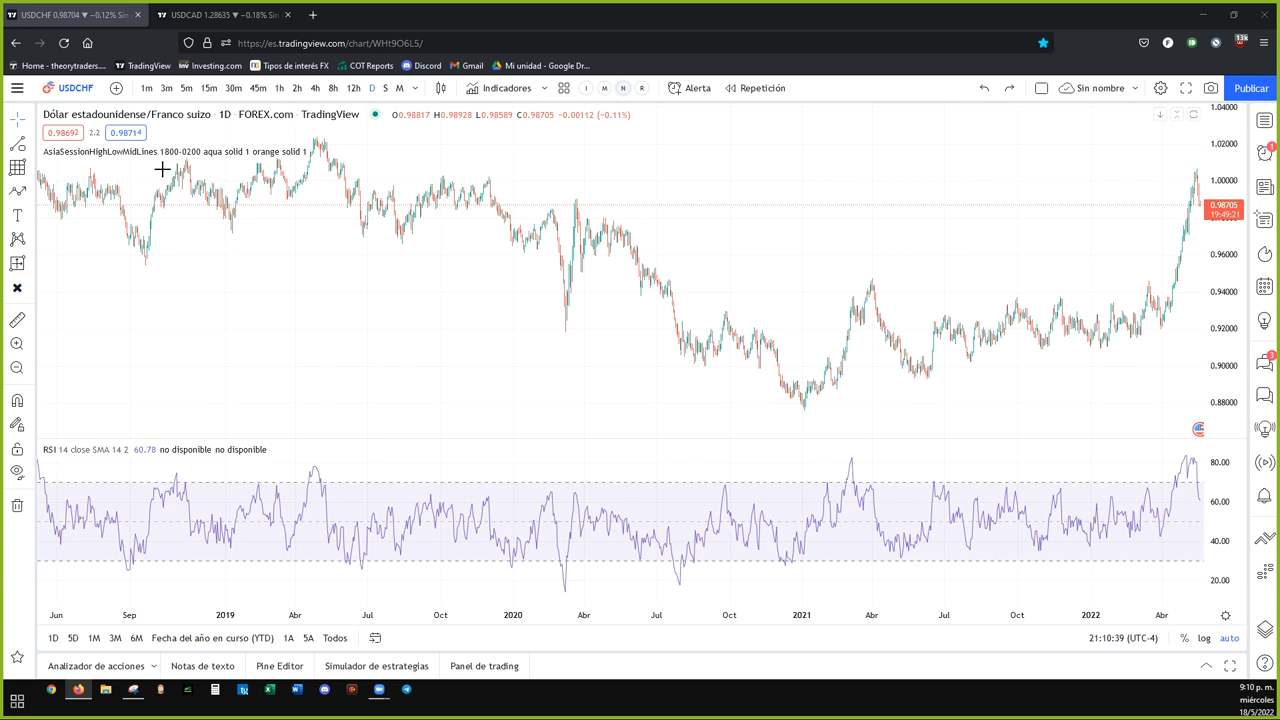 USDCHF 0.98704 ▼ −0.12% Sin
USDCAD 1.28635 ▼ −0.18% Sin
https://es.tradingview.com/chart/WHt9O6L5/
13k
Home - theorytraders....
TradingView
Investing.com
Tipos de interés FX
COT Reports
Discord
Gmail
Mi unidad - Google Dr...
USDCHF
1m 3m 5m 15m 30m 45m 1h 2h 4h 8h 12h D S M
Indicadores
I M N R
Alerta
Repetición
Sin nombre
Publicar
Dólar estadounidense/Franco suizo · 1D · FOREX.com · TradingView
O0.98817 H0.98928 L0.98589 C0.98705 −0.00112 (−0.11%)
0.98692 2.2 0.98714
AsiaSessionHighLowMidLines 1800-0200 aqua solid 1 orange solid 1
1.04000
1.02000
1.00000
0.98705
19:49:21
0.96000
0.94000
0.92000
0.90000
0.88000
RSI 14 close SMA 14 2 60.78 no disponible no disponible
80.00
60.00
40.00
20.00
Jun Sep 2019 Abr Jul Oct 2020 Abr Jul Oct 2021 Abr Jul Oct 2022 Abr
1D 5D 1M 3M 6M Fecha del año en curso (YTD) 1A 5A Todos
21:10:39 (UTC-4) % log auto
Analizador de acciones
Notas de texto
Pine Editor
Simulador de estrategias
Panel de trading
1
3
9:10 p. m.
miércoles
18/5/2022